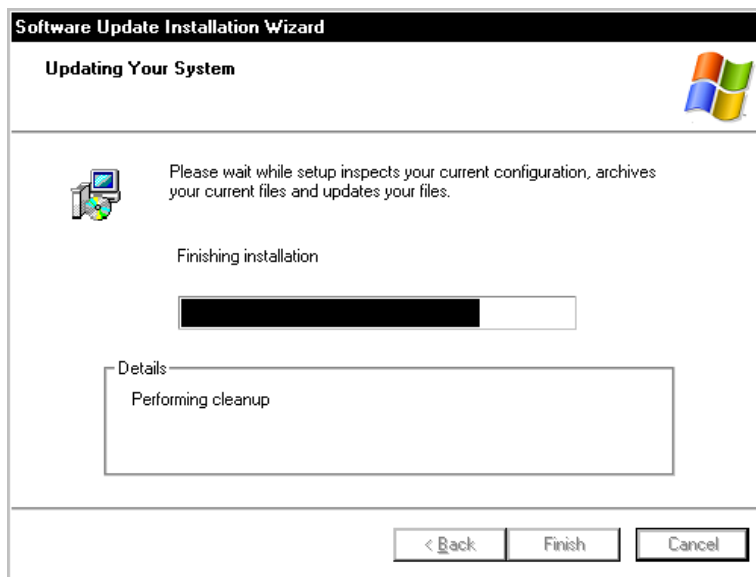 Software Update Installation Wizard
Updating Your System
Please wait while setup inspects your current configuration, archives
your current files and updates your files.
Finishing installation
Details
Performing cleanup
< Back
Finish
Cancel